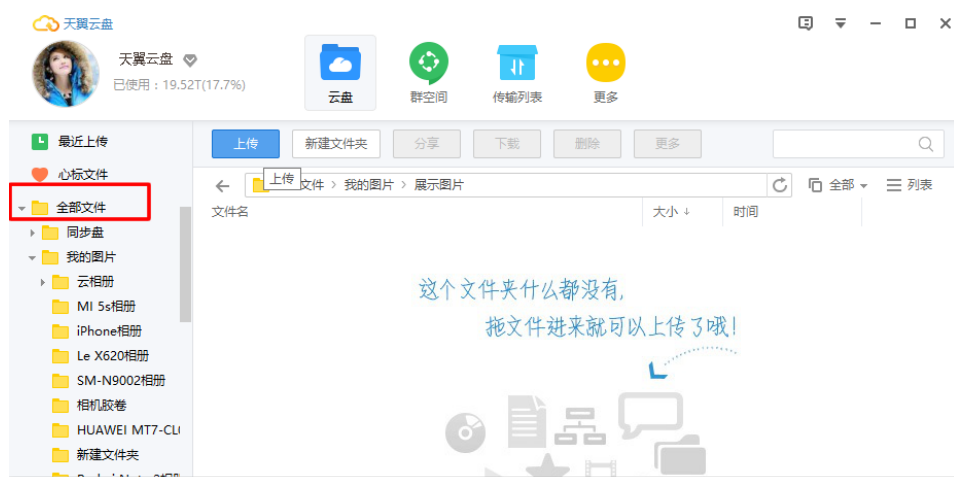 天翼云盘
天翼云盘
已使用：19.52T(17.7%)
云盘
群空间
传输列表
更多
最近上传
心标文件
全部文件
同步盘
我的图片
云相册
MI 5s相册
iPhone相册
Le X620相册
SM-N9002相册
相机胶卷
HUAWEI MT7-CL
新建文件夹
上传 新建文件夹 分享 下载 删除 更多
上传
文件 > 我的图片 > 展示图片
全部 列表
文件名 大小 ↓ 时间
这个文件夹什么都没有,
拖文件进来就可以上传了哦!